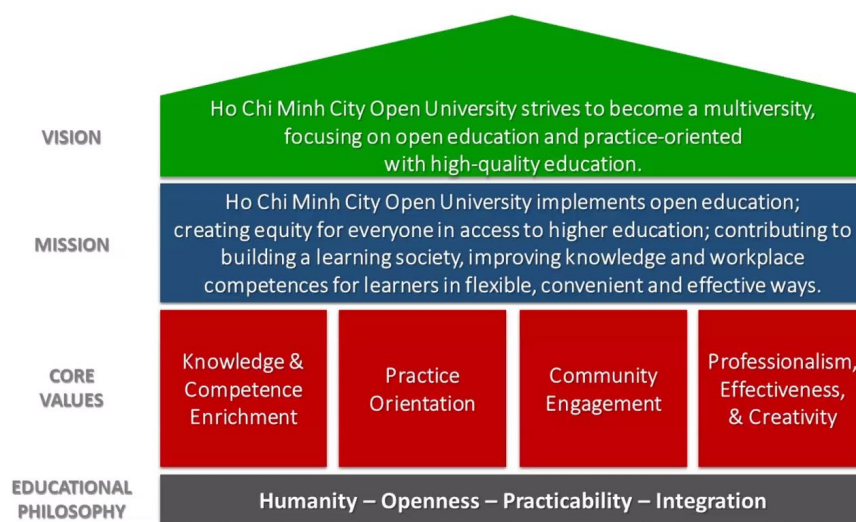 VISION
Ho Chi Minh City Open University strives to become a multiversity,
focusing on open education and practice-oriented
with high-quality education.
MISSION
Ho Chi Minh City Open University implements open education;
creating equity for everyone in access to higher education; contributing to
building a learning society, improving knowledge and workplace
competences for learners in flexible, convenient and effective ways.
CORE
VALUES
Knowledge &
Competence
Enrichment
Practice
Orientation
Community
Engagement
Professionalism,
Effectiveness,
& Creativity
EDUCATIONAL
PHILOSOPHY
Humanity – Openness – Practicability – Integration